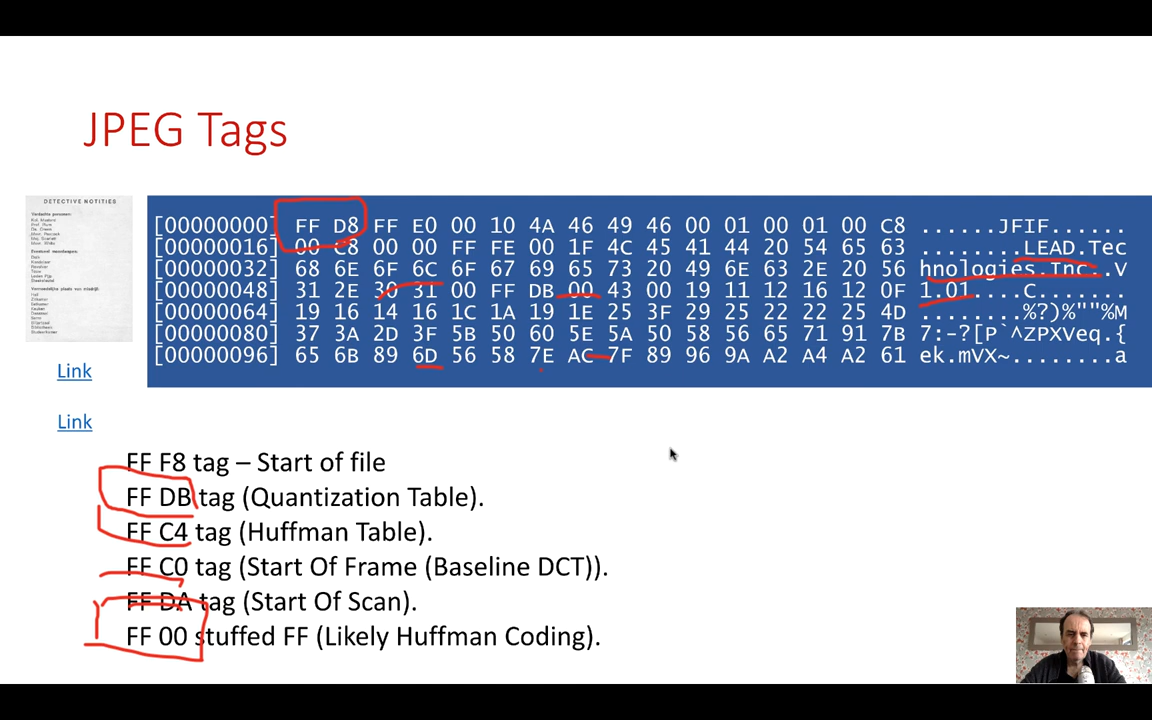 JPEG Tags
DETECTIVE NOTITIES
[00000000] FF D8 FF E0 00 10 4A 46 49 46 00 01 00 01 00 C8 ......JFIF......
[00000016] 00 C8 00 00 FF FE 00 1F 4C 45 41 44 20 54 65 63 ........LEAD.Tec
[00000032] 68 6E 6F 6C 6F 67 69 65 73 20 49 6E 63 2E 20 56 hnologies.Inc..V
[00000048] 31 2E 30 31 00 FF DB 00 43 00 19 11 12 16 12 0F 1.01....C.......
[00000064] 19 16 14 16 1C 1A 19 1E 25 3F 29 25 22 22 25 4D ........%?)%""%M
[00000080] 37 3A 2D 3F 5B 50 60 5E 5A 50 58 56 65 71 91 7B 7:-?[P`^ZPXVeq.{
[00000096] 65 6B 89 6D 56 58 7E AC 7F 89 96 9A A2 A4 A2 61 ek.mVX~........a
Link
Link
FF F8 tag – Start of file
FF DB tag (Quantization Table).
FF C4 tag (Huffman Table).
FF C0 tag (Start Of Frame (Baseline DCT)).
FF DA tag (Start Of Scan).
FF 00 stuffed FF (Likely Huffman Coding).